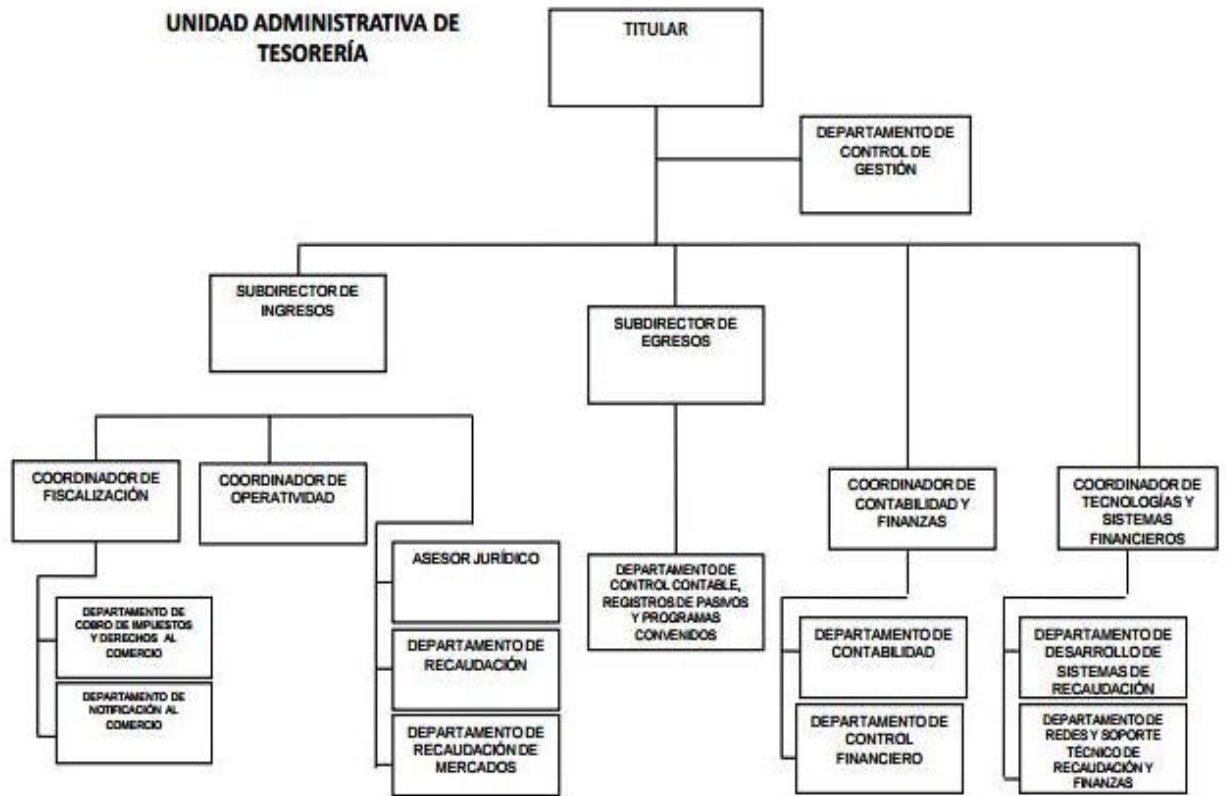 UNIDAD ADMINISTRATIVA DE
TESORERÍA
TITULAR
DEPARTAMENTO DE
CONTROL DE
GESTIÓN
SUBDIRECTOR DE
INGRESOS
SUBDIRECTOR DE
EGRESOS
COORDINADOR DE
FISCALIZACIÓN
COORDINADOR DE
OPERATIVIDAD
COORDINADOR DE
CONTABILIDAD Y
FINANZAS
COORDINADOR DE
TECNOLOGÍAS Y
SISTEMAS
FINANCIEROS
DEPARTAMENTO DE
COBRO DE IMPUESTOS
Y DERECHOS AL
COMERCIO
DEPARTAMENTO DE
NOTIFICACIÓN AL
COMERCIO
ASESOR JURÍDICO
DEPARTAMENTO DE
RECAUDACIÓN
DEPARTAMENTO DE
RECAUDACIÓN DE
MERCADOS
DEPARTAMENTO DE
CONTROL CONTABLE,
REGISTROS DE PASIVOS
Y PROGRAMAS
CONVENIDOS
DEPARTAMENTO DE
CONTABILIDAD
DEPARTAMENTO DE
CONTROL
FINANCIERO
DEPARTAMENTO DE
DESARROLLO DE
SISTEMAS DE
RECAUDACIÓN
DEPARTAMENTO DE
REDES Y SOPORTE
TÉCNICO DE
RECAUDACIÓN Y
FINANZAS